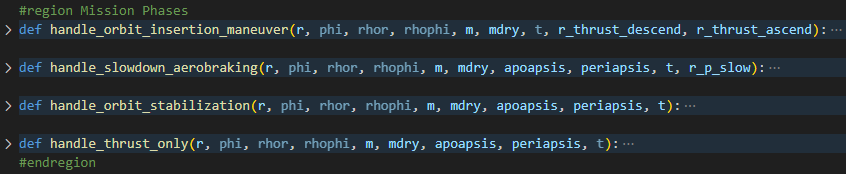 #region Mission Phases
def handle_orbit_insertion_maneuver(r, phi, rhor, rhophi, m, mdry, t, r_thrust_descend, r_thrust_ascend): ···
def handle_slowdown_aerobraking(r, phi, rhor, rhophi, m, mdry, apoapsis, periapsis, t, r_p_slow): ···
def handle_orbit_stabilization(r, phi, rhor, rhophi, m, mdry, apoapsis, periapsis, t): ···
def handle_thrust_only(r, phi, rhor, rhophi, m, mdry, apoapsis, periapsis, t): ···
#endregion